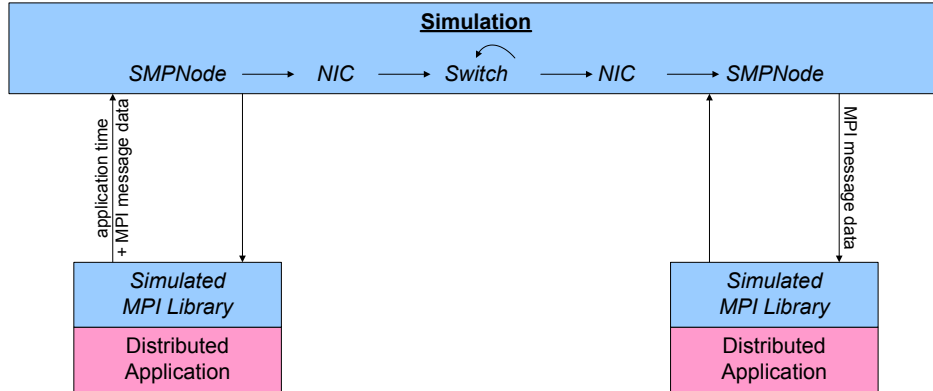 Simulation
SMPNode NIC Switch NIC SMPNode
application time
+ MPI message data
MPI message data
Simulated
MPI Library
Distributed
Application
Simulated
MPI Library
Distributed
Application